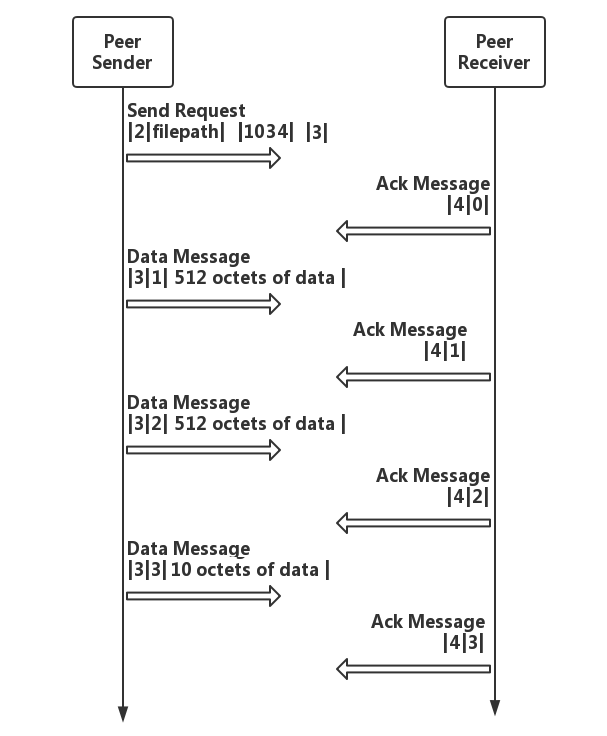 Peer
Sender
Peer
Receiver
Send Request
|2|filepath| |1034| |3|
Ack Message
|4|0|
Data Message
|3|1| 512 octets of data |
Ack Message
|4|1|
Data Message
|3|2| 512 octets of data |
Ack Message
|4|2|
Data Message
|3|3| 10 octets of data |
Ack Message
|4|3|